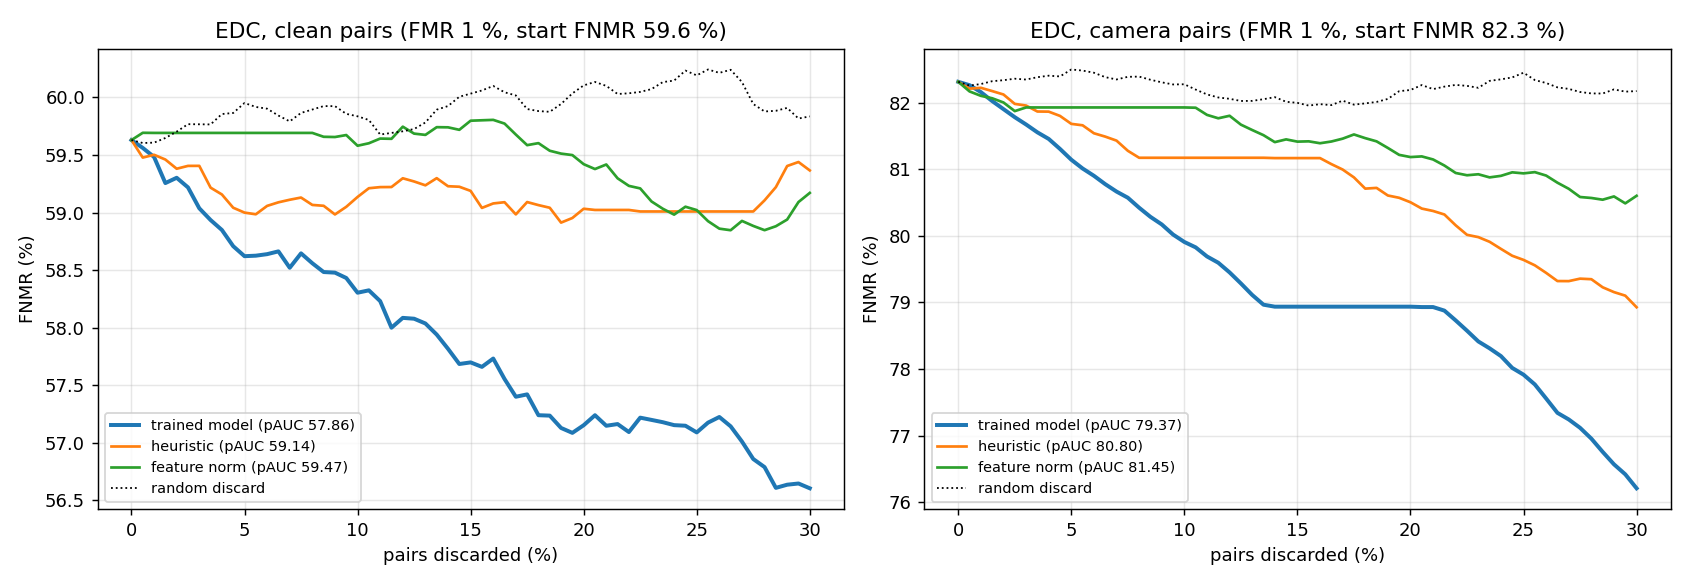 EDC, clean pairs (FMR 1 %, start FNMR 59.6 %)
60.0
59.5
59.0
58.5
58.0
57.5
57.0
56.5
FNMR (%)
trained model (pAUC 57.86)
heuristic (pAUC 59.14)
feature norm (pAUC 59.47)
random discard
0 5 10 15 20 25 30
pairs discarded (%)
EDC, camera pairs (FMR 1 %, start FNMR 82.3 %)
82
81
80
79
78
77
76
FNMR (%)
trained model (pAUC 79.37)
heuristic (pAUC 80.80)
feature norm (pAUC 81.45)
random discard
0 5 10 15 20 25 30
pairs discarded (%)